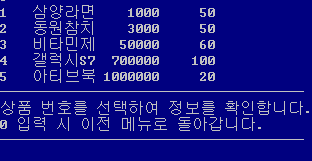 1 삼양라면 1000 50
2 동원참치 3000 50
3 비타민제 50000 60
4 갤럭시S7 700000 100
5 아티브북 1000000 20
상품 번호를 선택하여 정보를 확인합니다.
0 입력 시 이전 메뉴로 돌아갑니다.